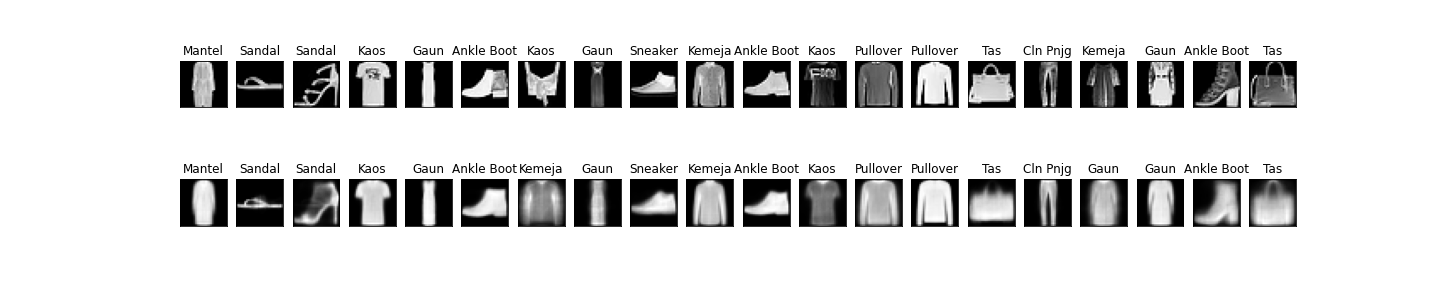 Mantel Sandal Sandal Kaos Gaun Ankle Boot Kaos Gaun Sneaker Kemeja Ankle Boot Kaos Pullover Pullover Tas Cln Pnjg Kemeja Gaun Ankle Boot Tas
Mantel Sandal Sandal Kaos Gaun Ankle Boot Kemeja Gaun Sneaker Kemeja Ankle Boot Kaos Pullover Pullover Tas Cln Pnjg Gaun Gaun Ankle Boot Tas